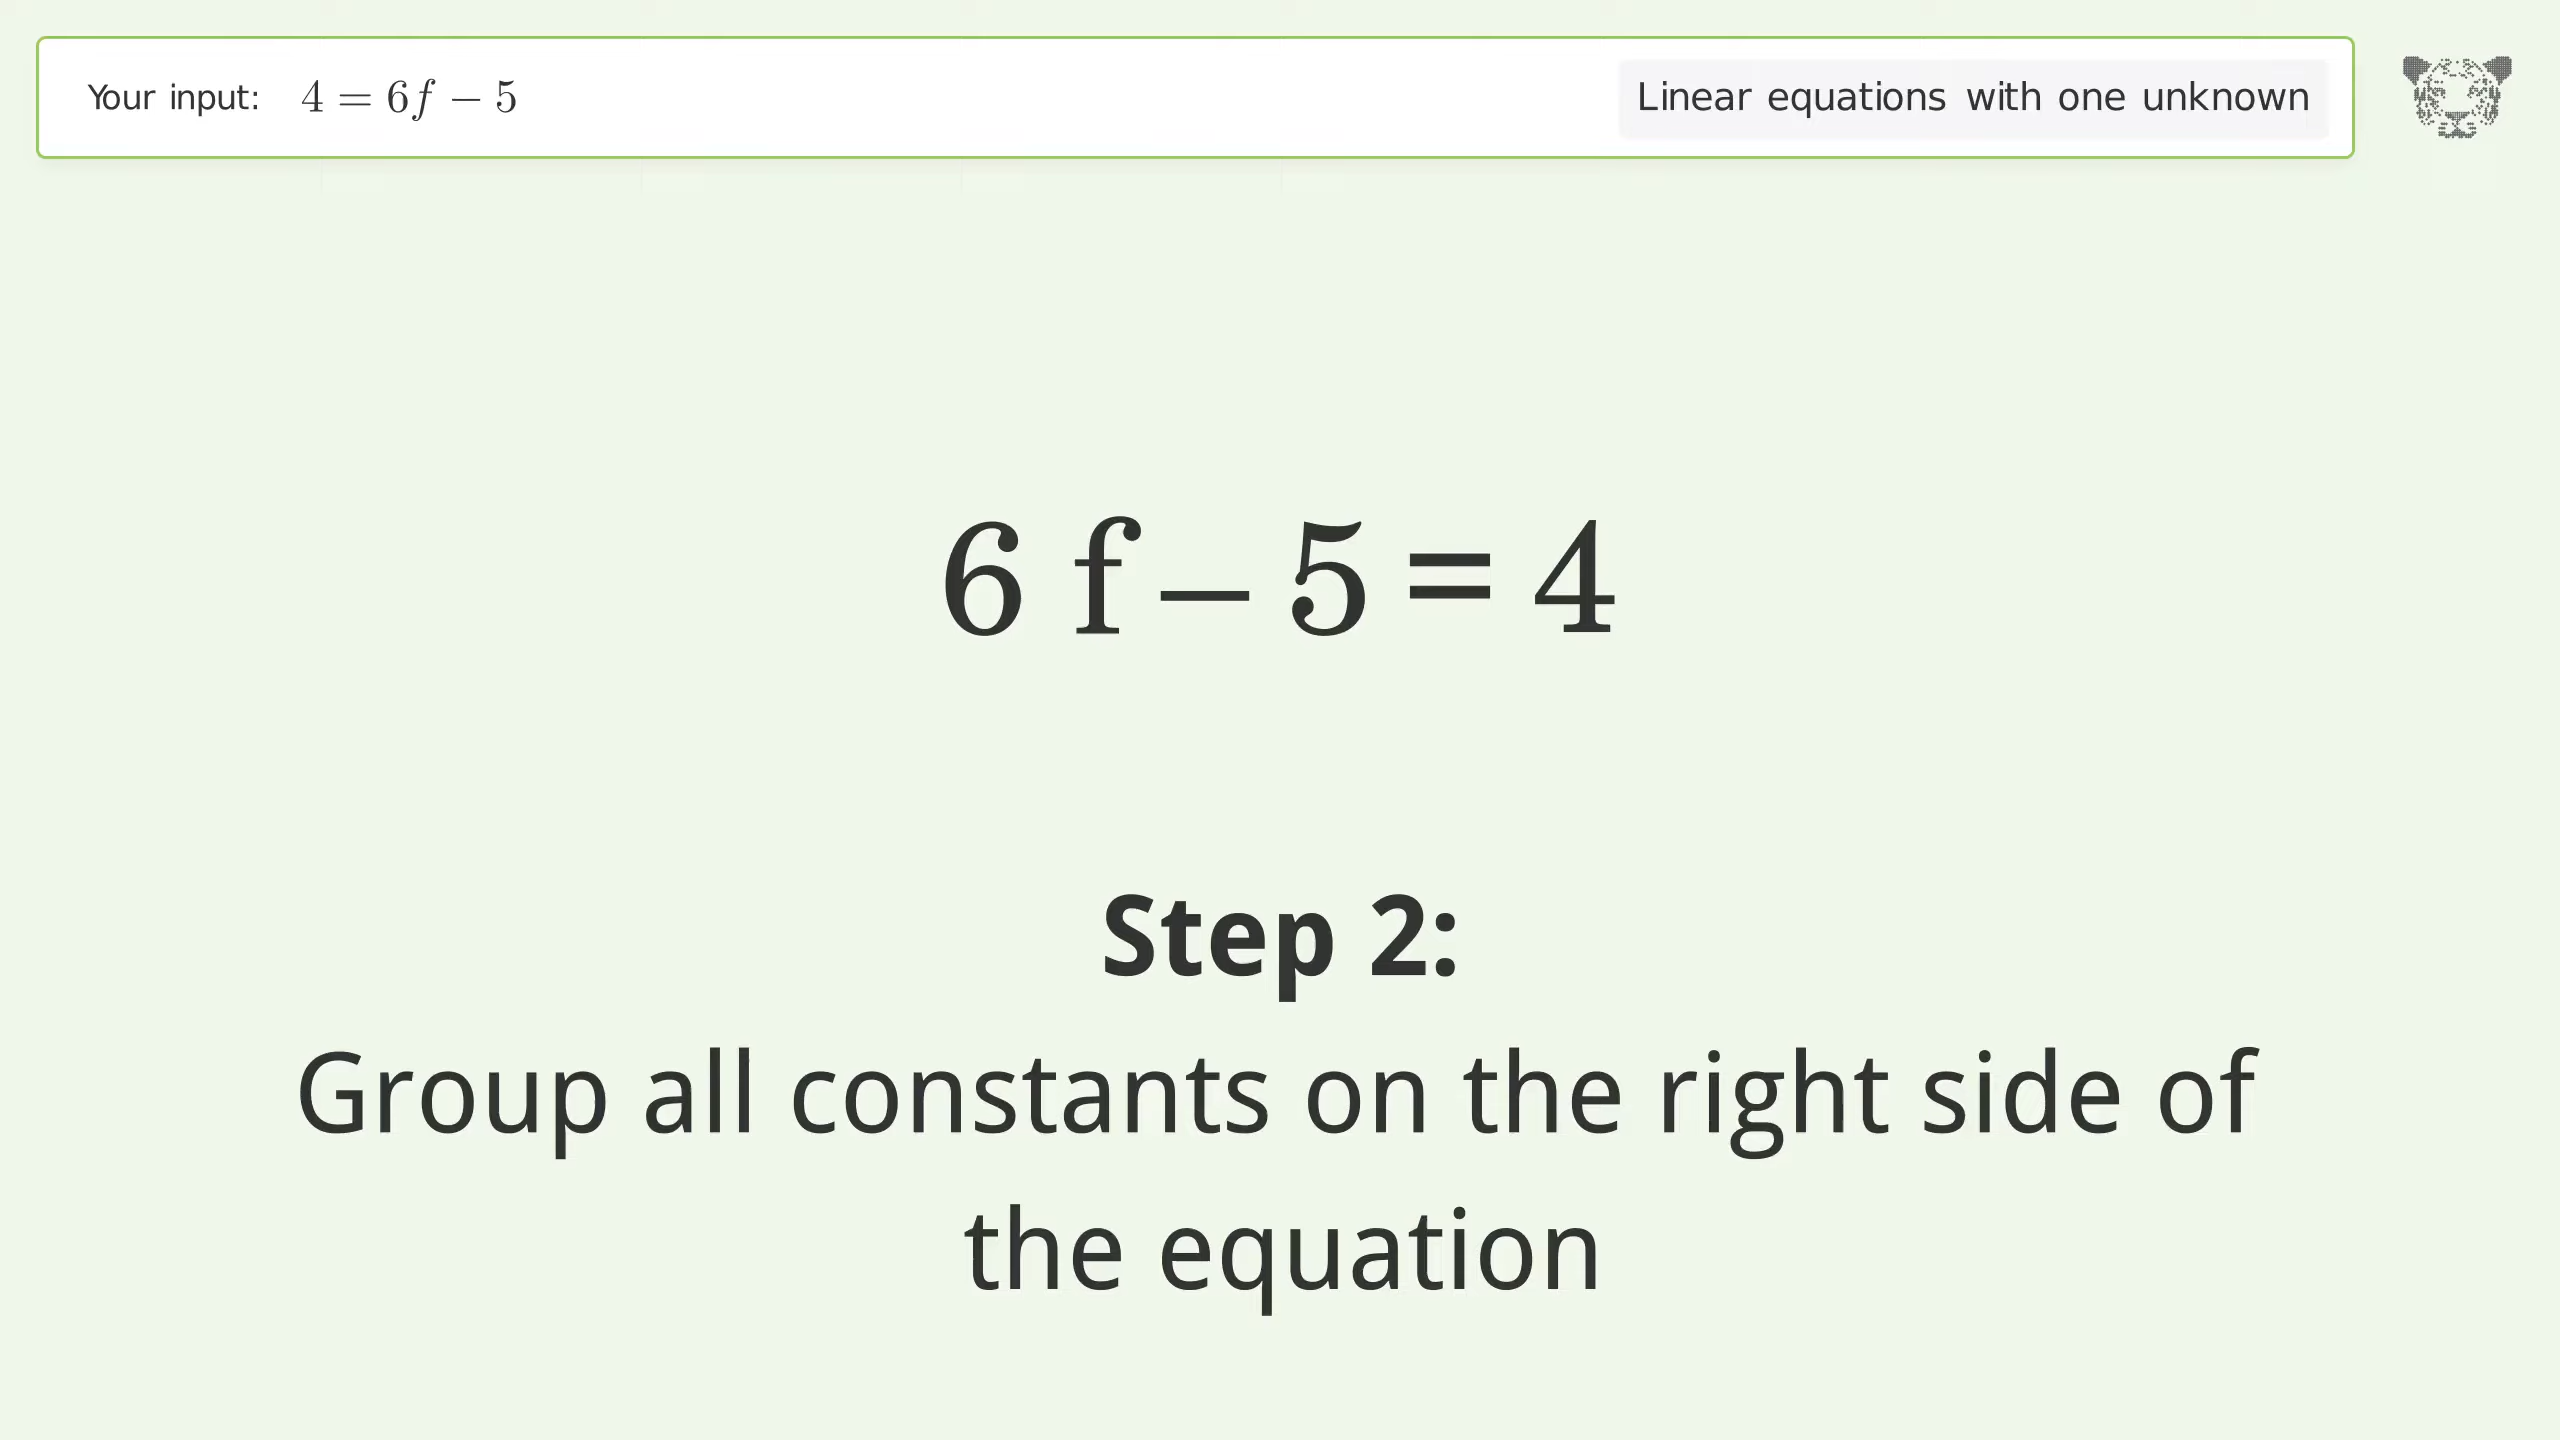 Your input: 4 = 6f − 5
Linear equations with one unknown
6 f – 5 = 4
Step 2:
Group all constants on the right side of
the equation